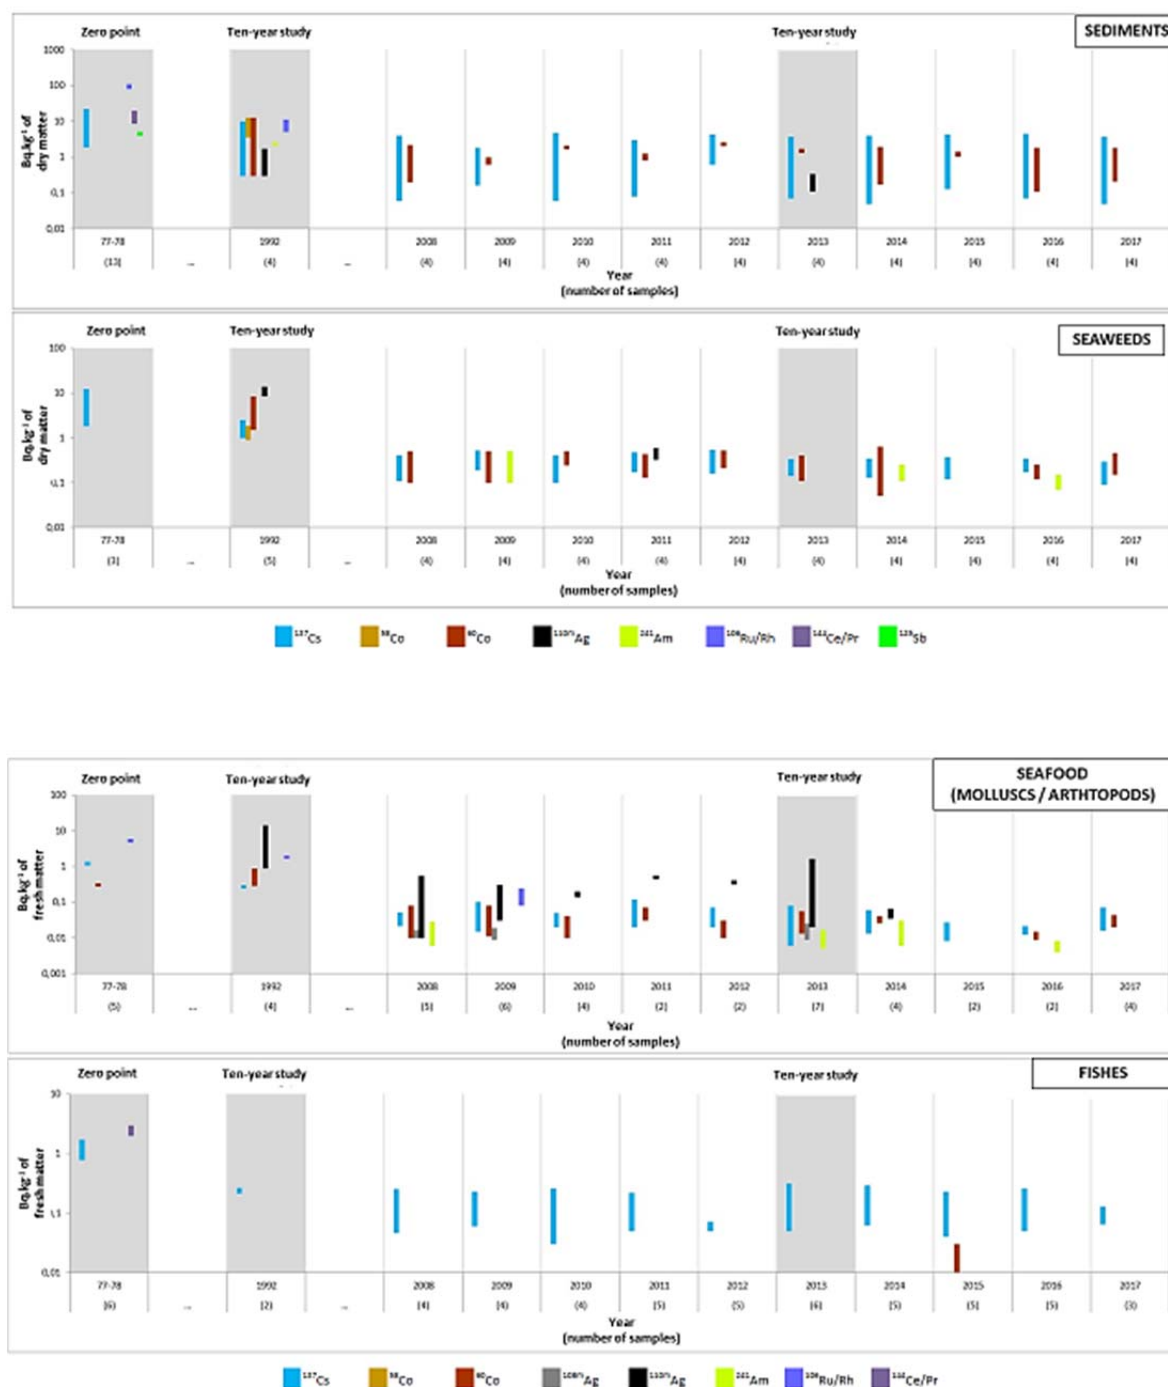 Zero point Ten-year study Ten-year study SEDIMENTS
Bq.kg⁻¹ of
dry matter
1000
100
10
1
0,1
0,01
77-78 1992 2008 2009 2010 2011 2012 2013 2014 2015 2016 2017
(13) ... (4) ... (4) (4) (4) (4) (4) (4) (4) (4) (4) (4)
Year
(number of samples)
Zero point Ten-year study Ten-year study SEAWEEDS
Bq.kg⁻¹ of
dry matter
100
10
1
0,1
0,01
77-78 1992 2008 2009 2010 2011 2012 2013 2014 2015 2016 2017
(3) ... (5) ... (4) (4) (4) (4) (4) (4) (4) (4) (4) (4)
Year
(number of samples)
¹³⁷Cs ⁵⁸Co ⁶⁰Co ¹¹⁰ᵐAg ²⁴¹Am ¹⁰⁶Ru/Rh ¹⁴⁴Ce/Pr ¹²⁵Sb
Zero point Ten-year study Ten-year study SEAFOOD
(MOLLUSCS / ARTHTOPODS)
Bq.kg⁻¹ of
fresh matter
100
10
1
0,1
0,01
0,001
77-78 1992 2008 2009 2010 2011 2012 2013 2014 2015 2016 2017
(5) ... (4) ... (5) (6) (4) (2) (2) (7) (4) (2) (2) (4)
Year
(number of samples)
Zero point Ten-year study Ten-year study FISHES
Bq.kg⁻¹ of
fresh matter
10
1
0,1
0,01
77-78 1992 2008 2009 2010 2011 2012 2013 2014 2015 2016 2017
(6) ... (2) ... (4) (4) (4) (5) (5) (6) (5) (5) (5) (3)
Year
(number of samples)
¹³⁷Cs ⁵⁸Co ⁶⁰Co ¹⁰⁸ᵐAg ¹¹⁰ᵐAg ²⁴¹Am ¹⁰⁶Ru/Rh ¹⁴⁴Ce/Pr